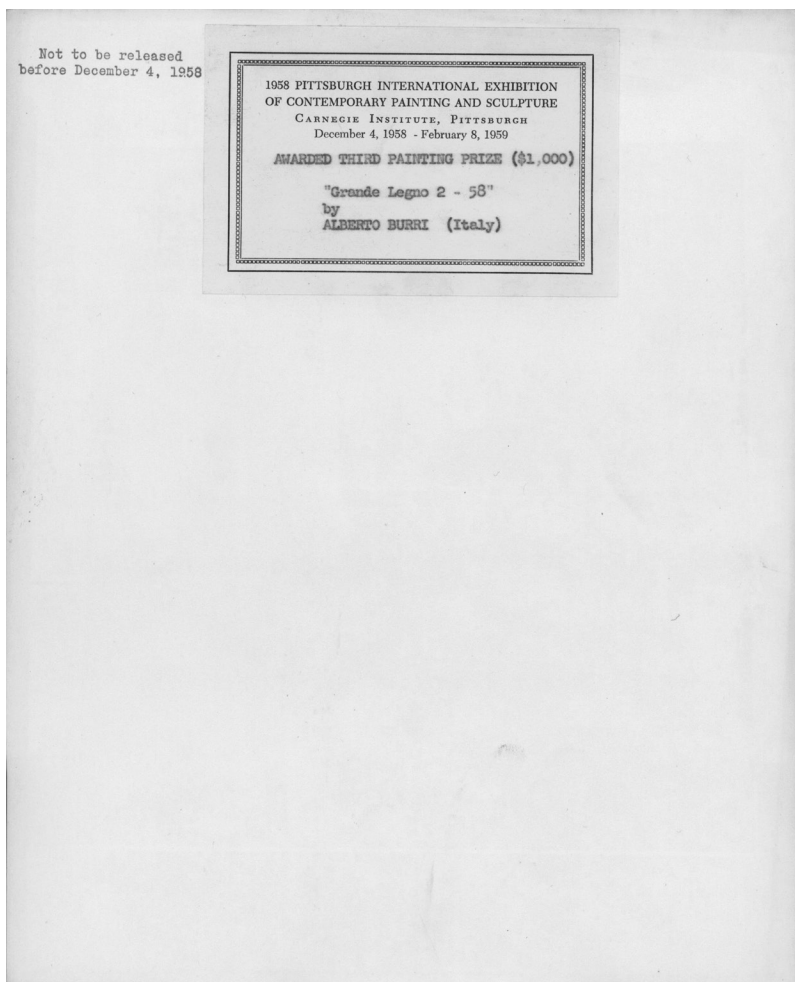 Not to be released
before December 4, 1958
1958 PITTSBURGH INTERNATIONAL EXHIBITION
OF CONTEMPORARY PAINTING AND SCULPTURE
CARNEGIE INSTITUTE, PITTSBURGH
December 4, 1958 - February 8, 1959
AWARDED THIRD PAINTING PRIZE ($1,000)
"Grande Legno 2 - 58"
by
ALBERTO BURRI (Italy)